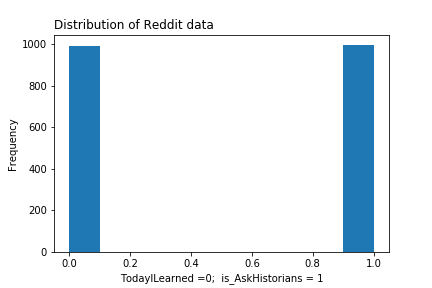 Distribution of Reddit data
1000
800
600
400
200
0
Frequency
0.0 0.2 0.4 0.6 0.8 1.0
TodayILearned =0;  is_AskHistorians = 1